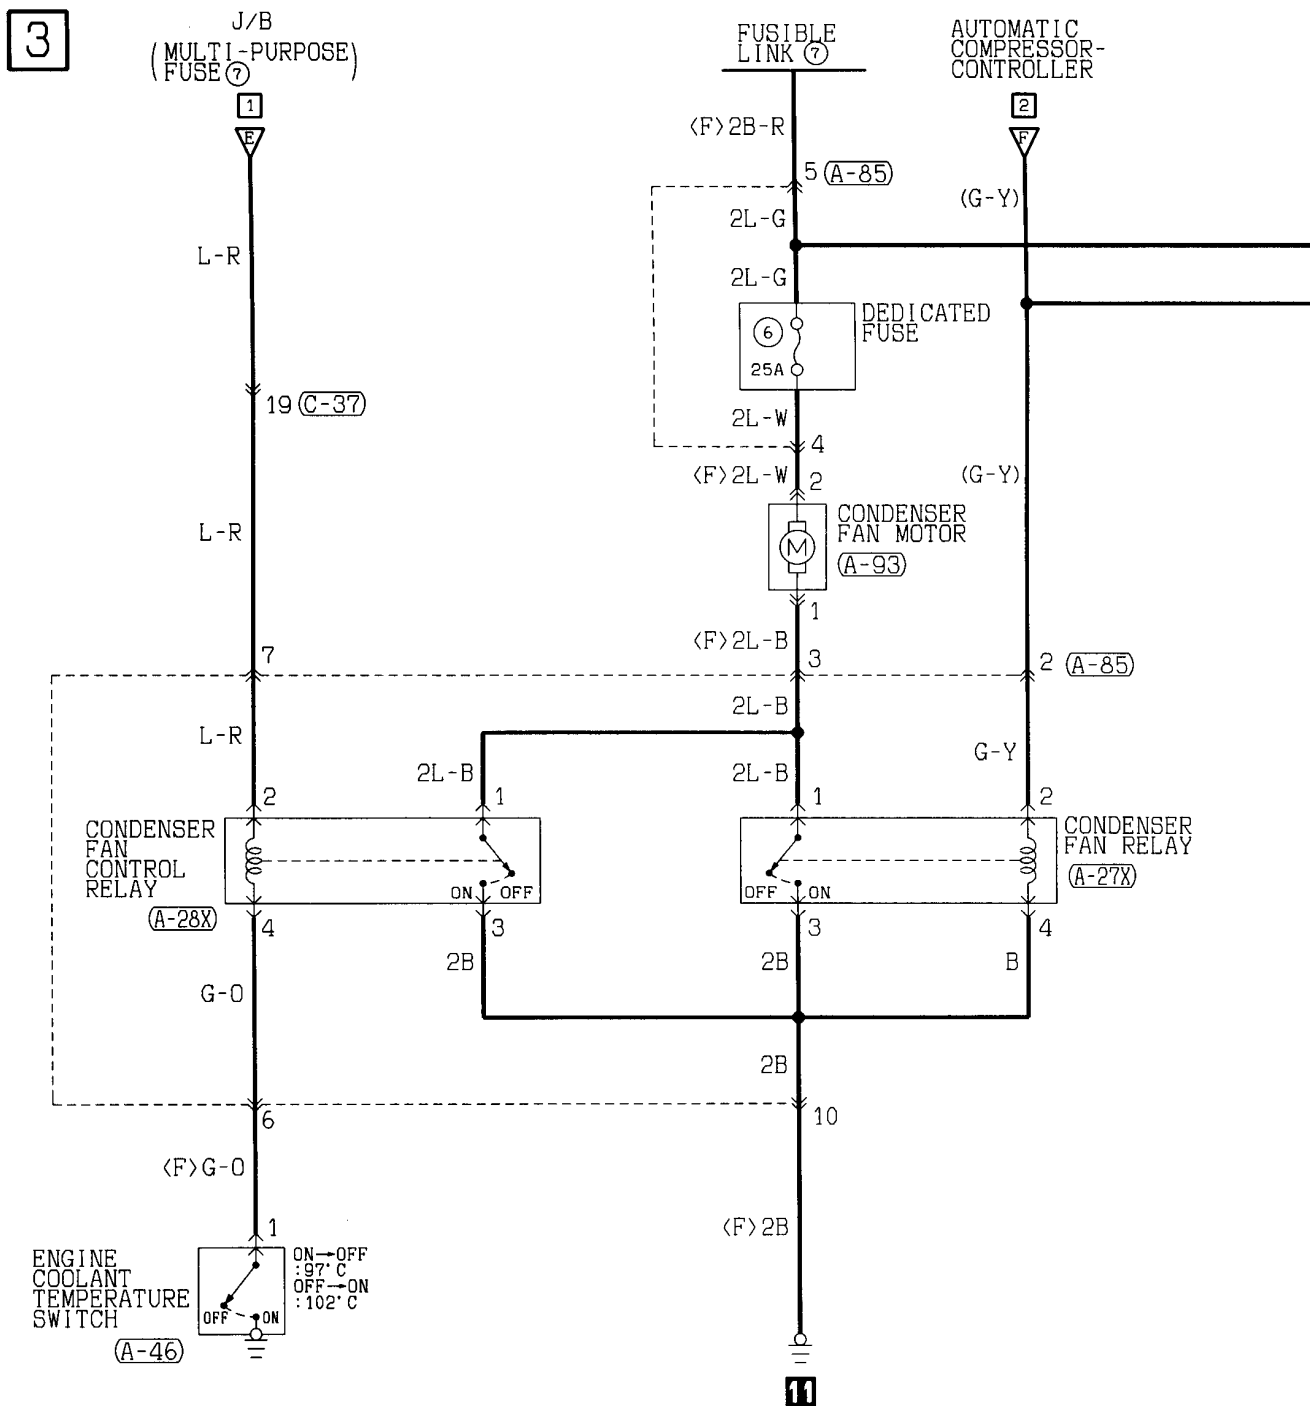 3
J/B
(MULTI-PURPOSE
FUSE⑦)
1
E
FUSIBLE
LINK ⑦
AUTOMATIC
COMPRESSOR-
CONTROLLER
2
F
<F>2B-R
5 (A-85)
(G-Y)
2L-G
L-R
2L-G
DEDICATED
FUSE
⑥
25A
19 (C-37)
2L-W
4
<F>2L-W
2
(G-Y)
CONDENSER
FAN MOTOR
M
(A-93)
L-R
1
<F>2L-B
7
3
2 (A-85)
2L-B
L-R
G-Y
2L-B
2L-B
2
1
1
2
CONDENSER
FAN
CONTROL
RELAY
(A-28X)
ON
OFF
OFF
ON
CONDENSER
FAN RELAY
(A-27X)
4
3
3
4
2B
2B
B
G-O
2B
6
10
<F>G-O
<F>2B
1
ENGINE
COOLANT
TEMPERATURE
SWITCH
(A-46)
OFF
ON
ON→OFF
:97°C
OFF→ON
:102°C
11